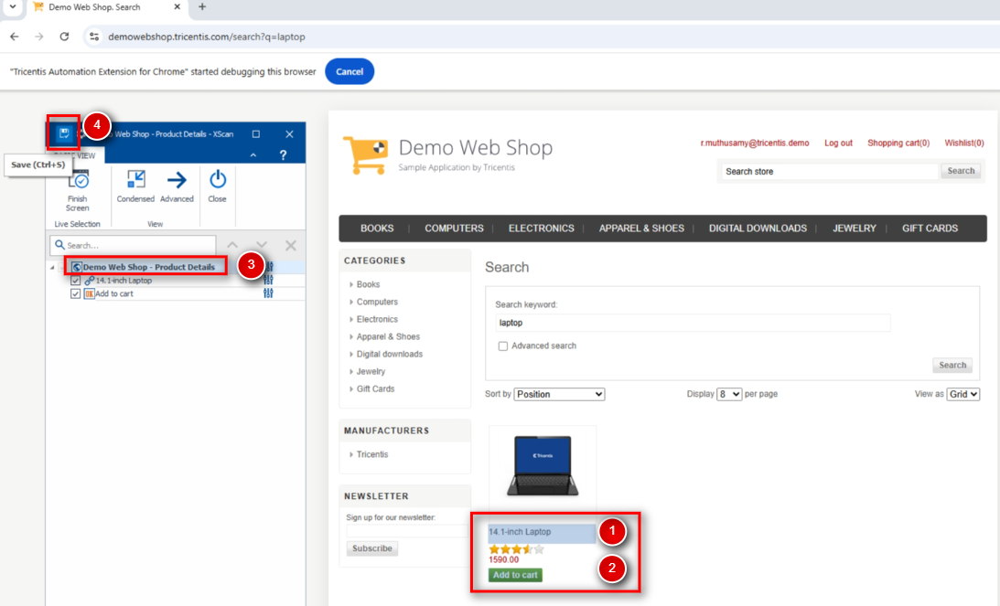 Demo Web Shop. Search
demowebshop.tricentis.com/search?q=laptop
"Tricentis Automation Extension for Chrome" started debugging this browser
Cancel
4
Web Shop - Product Details - XScan
VIEW
Save (Ctrl+S)
Finish Screen
Condensed
Advanced
Close
Live Selection
View
Search...
Demo Web Shop - Product Details
3
14.1-inch Laptop
OK
Add to cart
Demo Web Shop
Sample Application by Tricentis
r.muthusamy@tricentis.demo Log out Shopping cart(0) Wishlist(0)
Search store
Search
BOOKS COMPUTERS ELECTRONICS APPAREL & SHOES DIGITAL DOWNLOADS JEWELRY GIFT CARDS
CATEGORIES
Books
Computers
Electronics
Apparel & Shoes
Digital downloads
Jewelry
Gift Cards
MANUFACTURERS
Tricentis
NEWSLETTER
Sign up for our newsletter:
Subscribe
Search
Search keyword:
laptop
Advanced search
Search
Sort by Position
Display 8 per page
View as Grid
Tricentis
14.1-inch Laptop
1
1590.00
2
Add to cart